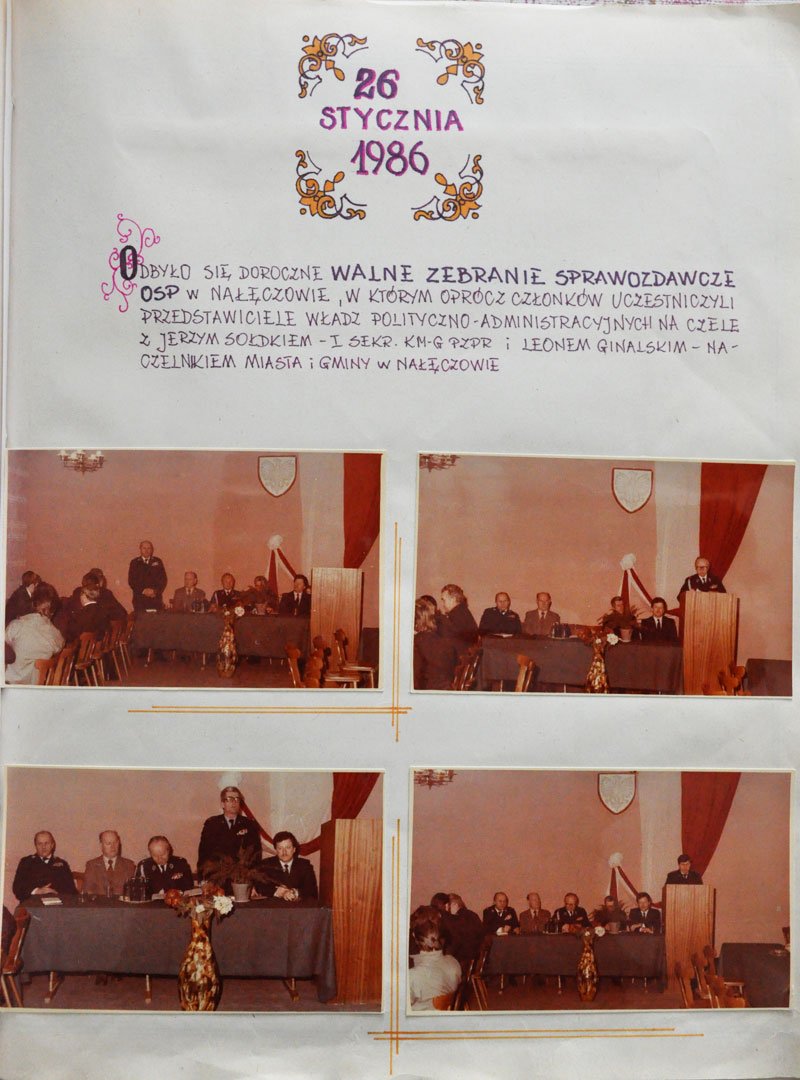 26
STYCZNIA
1986
ODBYŁO SIĘ DOROCZNE WALNE ZEBRANIE SPRAWOZDAWCZE
OSP W NAŁĘCZOWIE, W KTÓRYM OPRÓCZ CZŁONKÓW UCZESTNICZYLI
PRZEDSTAWICIELE WŁADZ POLITYCZNO-ADMINISTRACYJNYCH NA CZELE
Z JERZYM SOŁDKIEM - I SEKR. KM-G PZPR i LEONEM GINALSKIM - NA-
CZELNIKIEM MIASTA i GMINY W NAŁĘCZOWIE